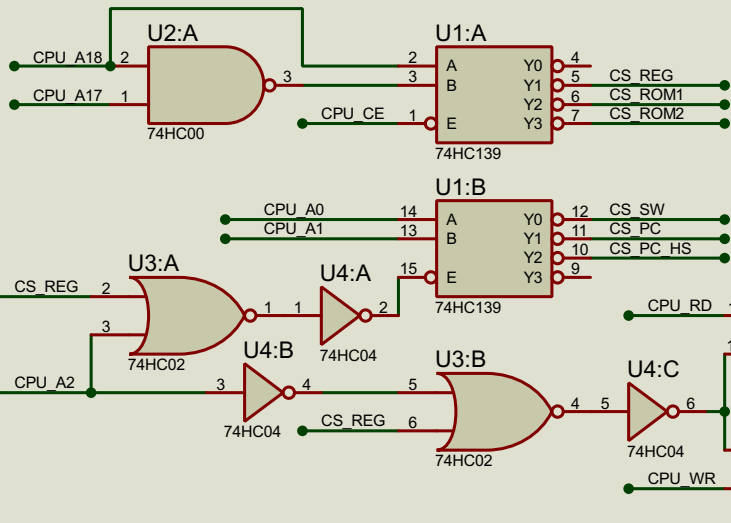 U2:A
CPU_A18 2
3
CPU_A17 1
74HC00
U1:A
2 A Y0 4
3 B Y1 5 CS_REG
Y2 6 CS_ROM1
CPU_CE 1 E Y3 7 CS_ROM2
74HC139
U1:B
CPU_A0 14 A Y0 12 CS_SW
CPU_A1 13 B Y1 11 CS_PC
Y2 10 CS_PC_HS
15 E Y3 9
74HC139
U3:A
CS_REG 2
1
3
74HC02
U4:A
1 2
74HC04
CPU_RD 1
U4:B
CPU_A2 3 4
74HC04
U3:B
5
4
CS_REG 6
74HC02
U4:C
5 6
74HC04
1
CPU_WR